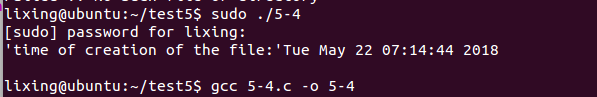 lixing@ubuntu:~/test5$ sudo ./5-4
[sudo] password for lixing:
'time of creation of the file:'Tue May 22 07:14:44 2018
lixing@ubuntu:~/test5$ gcc 5-4.c -o 5-4